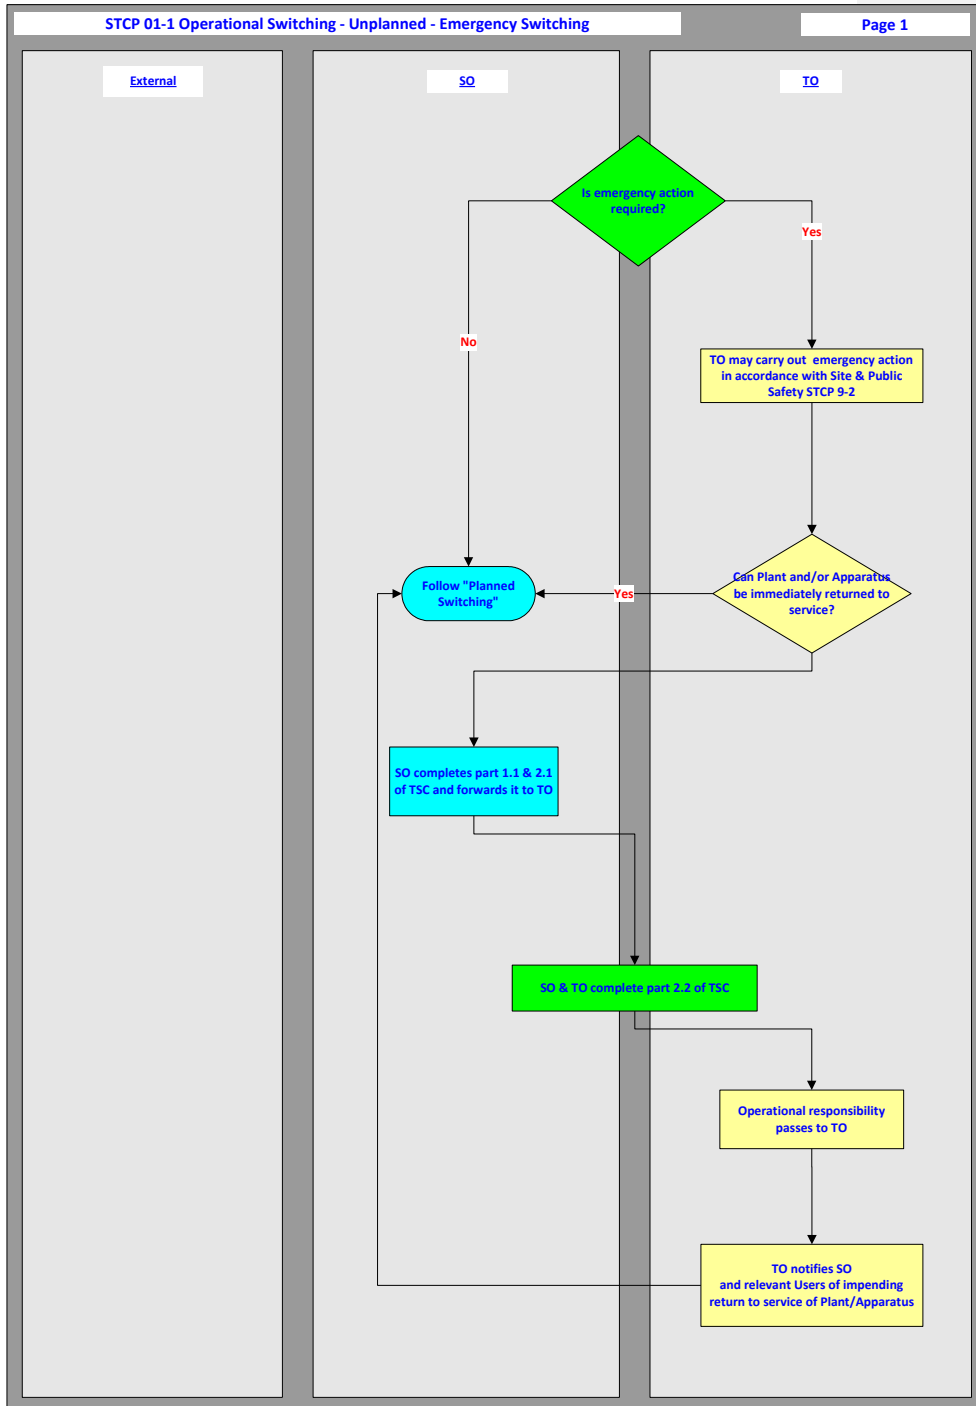 STCP 01-1 Operational Switching - Unplanned - Emergency Switching
Page 1
External
SO
TO
Is emergency action
required?
Yes
No
TO may carry out emergency action
in accordance with Site & Public
Safety STCP 9-2
Can Plant and/or Apparatus
be immediately returned to
service?
Yes
Follow "Planned
Switching"
SO completes part 1.1 & 2.1
of TSC and forwards it to TO
SO & TO complete part 2.2 of TSC
Operational responsibility
passes to TO
TO notifies SO
and relevant Users of impending
return to service of Plant/Apparatus